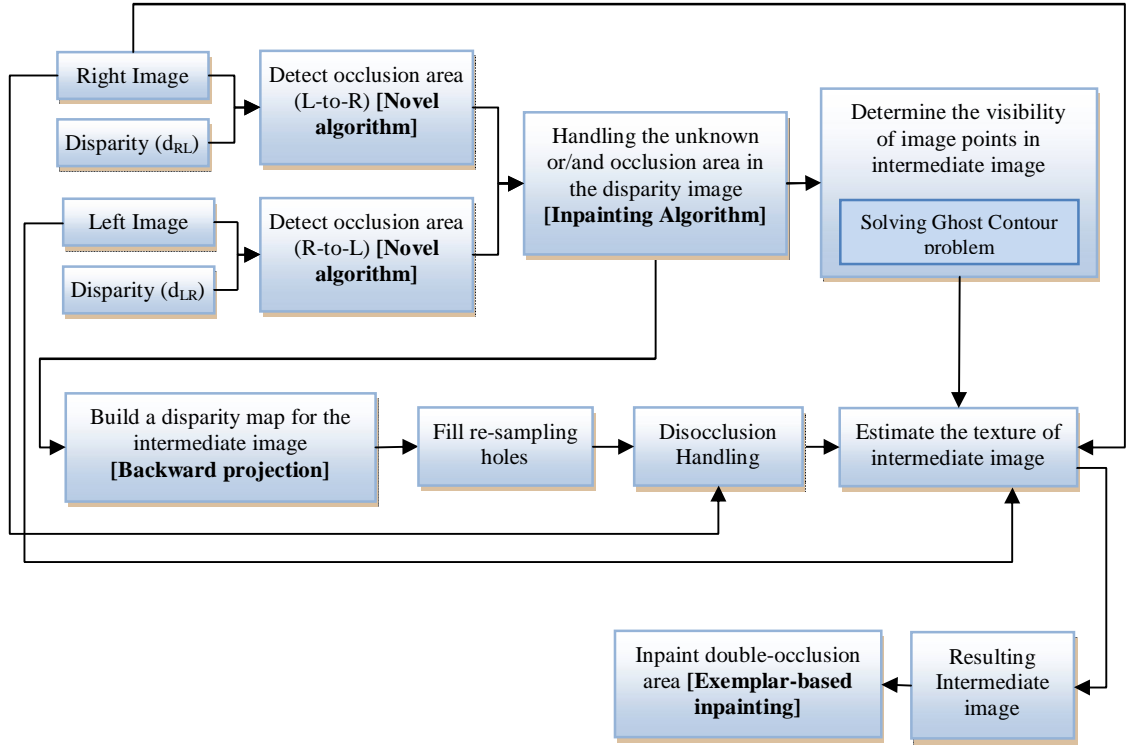 Right Image
Disparity (dRL)
Detect occlusion area
(L-to-R) [Novel
algorithm]
Left Image
Disparity (dLR)
Detect occlusion area
(R-to-L) [Novel
algorithm]
Handling the unknown
or/and occlusion area in
the disparity image
[Inpainting Algorithm]
Determine the visibility
of image points in
intermediate image
Solving Ghost Contour
problem
Build a disparity map for the
intermediate image
[Backward projection]
Fill re-sampling
holes
Disocclusion
Handling
Estimate the texture of
intermediate image
Inpaint double-occlusion
area [Exemplar-based
inpainting]
Resulting
Intermediate
image